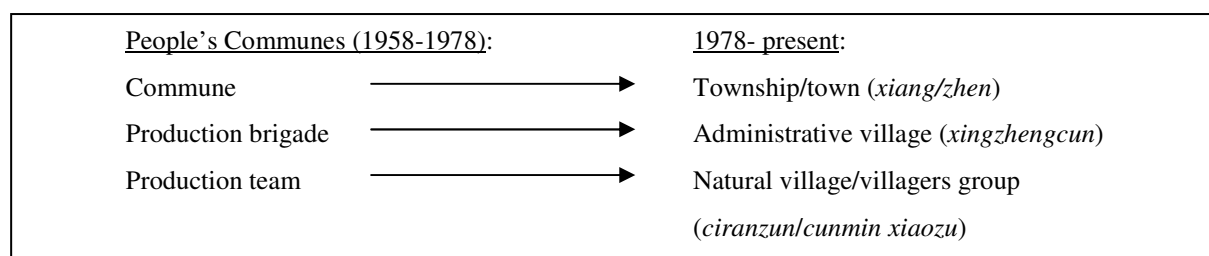 People's Communes (1958-1978): 1978- present:
Commune Township/town (xiang/zhen)
Production brigade Administrative village (xingzhengcun)
Production team Natural village/villagers group
(ciranzun/cunmin xiaozu)